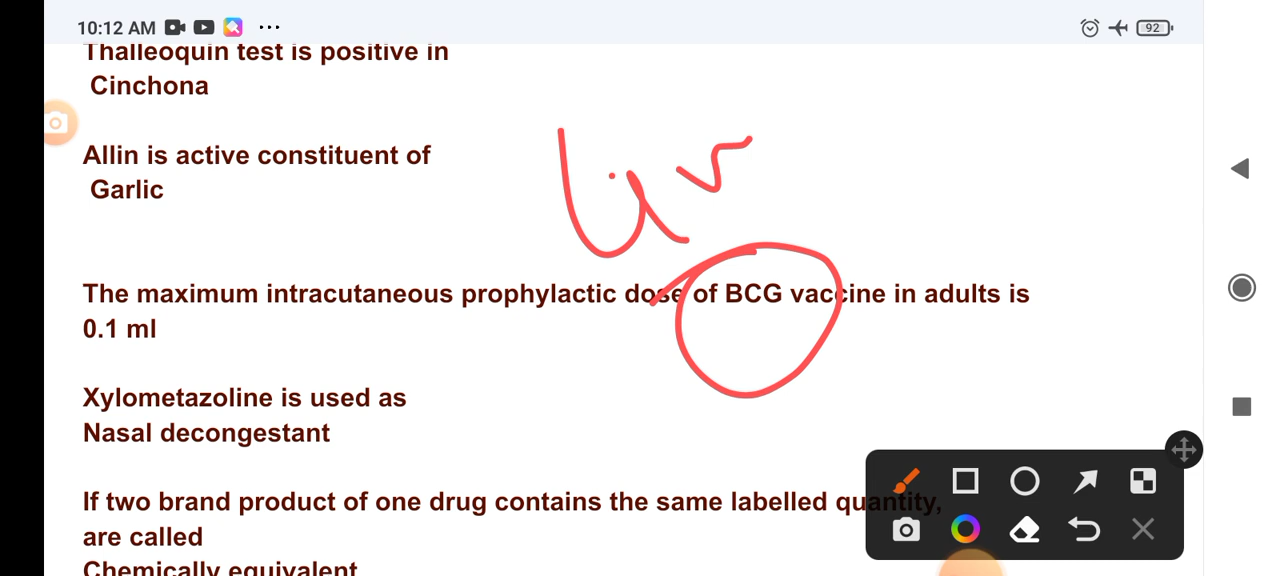 10:12 AM ...
92
Thalleoquin test is positive in
Cinchona
Allin is active constituent of
Garlic
The maximum intracutaneous prophylactic dose of BCG vaccine in adults is
0.1 ml
Xylometazoline is used as
Nasal decongestant
If two brand product of one drug contains the same labelled quantity,
are called
Chemically equivalent